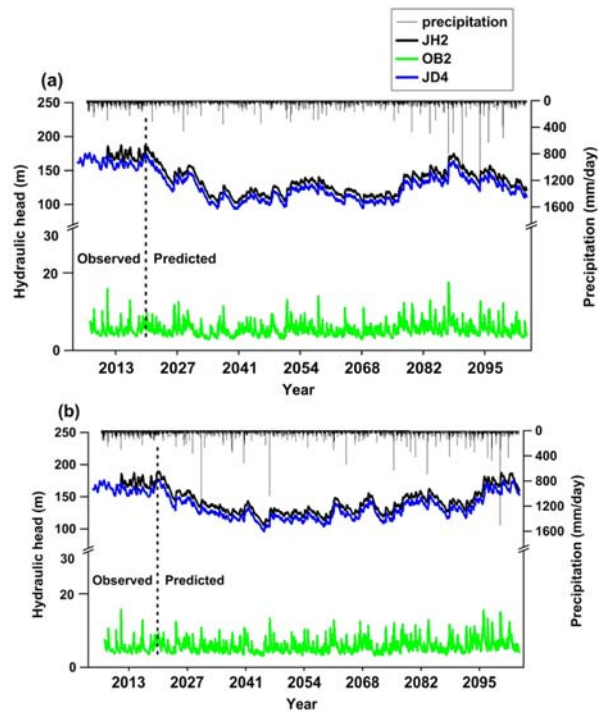 precipitation
JH2
OB2
JD4
(a)
250
200
150
100
30
20
10
0
Hydraulic head (m)
0
400
800
1200
1600
Precipitation (mm/day)
Observed
Predicted
2013
2027
2041
2054
2068
2082
2095
Year
(b)
250
200
150
100
30
20
10
0
Hydraulic head (m)
0
400
800
1200
1600
Precipitation (mm/day)
Observed
Predicted
2013
2027
2041
2054
2068
2082
2095
Year